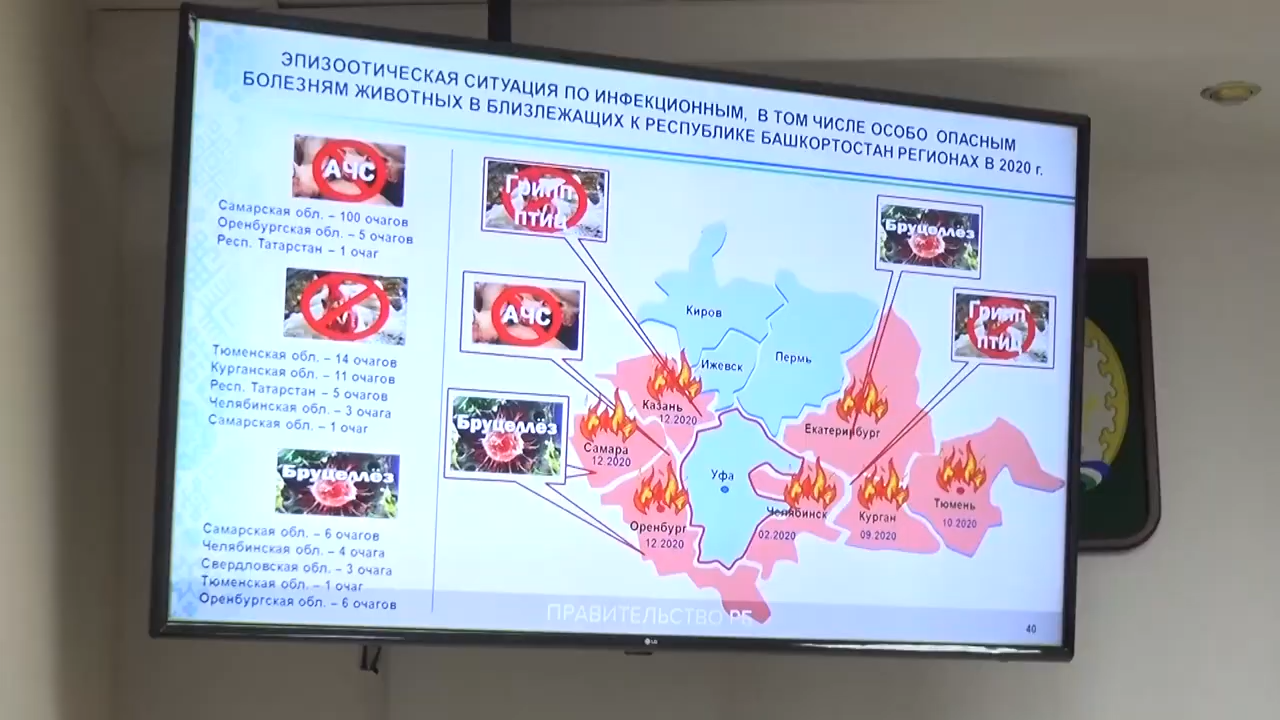 ЭПИЗООТИЧЕСКАЯ СИТУАЦИЯ ПО ИНФЕКЦИОННЫМ, В ТОМ ЧИСЛЕ ОСОБО ОПАСНЫМ
БОЛЕЗНЯМ ЖИВОТНЫХ В БЛИЗЛЕЖАЩИХ К РЕСПУБЛИКЕ БАШКОРТОСТАН РЕГИОНАХ В 2020 г.
АЧС
Самарская обл. – 100 очагов
Оренбургская обл. – 5 очагов
Респ. Татарстан – 1 очаг
Тюменская обл. – 14 очагов
Курганская обл. – 11 очагов
Респ. Татарстан – 5 очагов
Челябинская обл. – 3 очага
Самарская обл. – 1 очаг
Бруцеллёз
Самарская обл. – 6 очагов
Челябинская обл. – 4 очага
Свердловская обл. – 3 очага
Тюменская обл. – 1 очаг
Оренбургская обл. – 6 очагов
Грипп
птиц
АЧС
Бруцеллёз
Бруцеллёз
Грипп
птиц
Киров
Ижевск
Пермь
Казань
12.2020
Самара
12.2020
Оренбург
12.2020
Уфа
Екатеринбург
Челябинск
02.2020
Курган
09.2020
Тюмень
10.2020
ПРАВИТЕЛЬСТВО РБ
40
LG